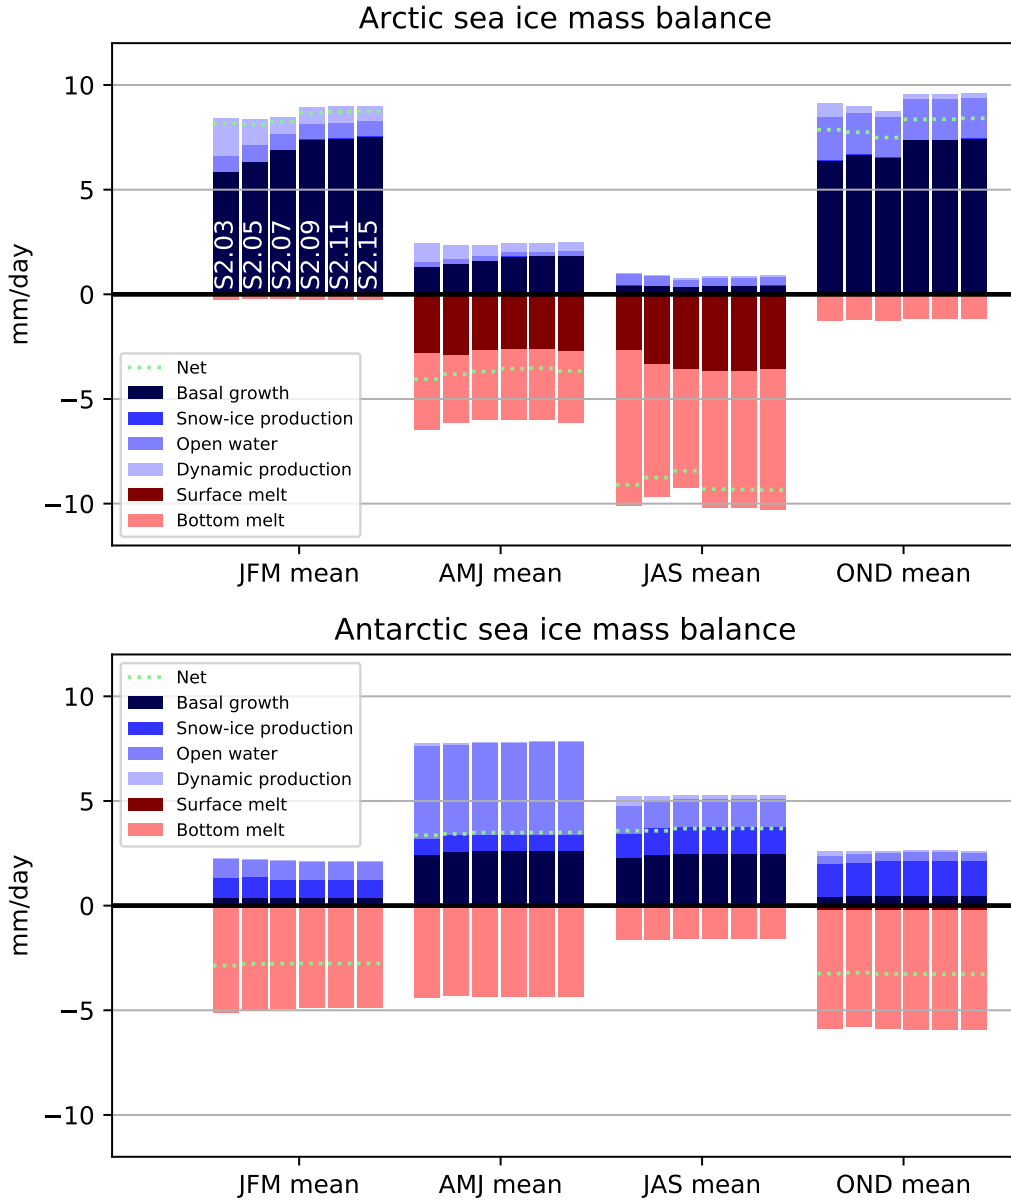 Arctic sea ice mass balance
10
5
0
−5
−10
mm/day
S2.03
S2.05
S2.07
S2.09
S2.11
S2.15
Net
Basal growth
Snow-ice production
Open water
Dynamic production
Surface melt
Bottom melt
JFM mean
AMJ mean
JAS mean
OND mean
Antarctic sea ice mass balance
10
5
0
−5
−10
mm/day
Net
Basal growth
Snow-ice production
Open water
Dynamic production
Surface melt
Bottom melt
JFM mean
AMJ mean
JAS mean
OND mean